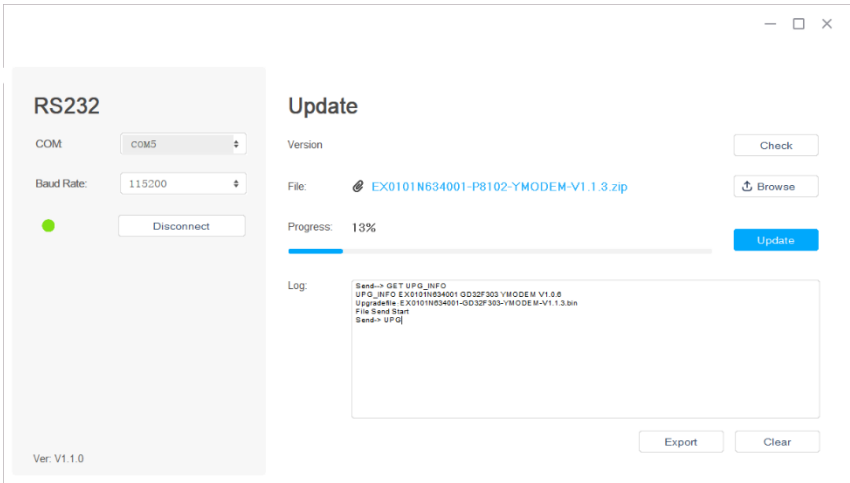 RS232
COM:
COM5
Baud Rate:
115200
Disconnect
Ver: V1.1.0
Update
Version
Check
File:
EX0101N634001-P8102-YMODEM-V1.1.3.zip
Browse
Progress:
13%
Update
Log:
Send--> GET UPG_INFO
UPG_INFO EX0101N634001 GD32F303 YMODEM V1.0.6
Upgradefile :EX0101N634001-GD32F303-YMODEM-V1.1.3.bin
File Send Start
Send-> UPG
Export
Clear